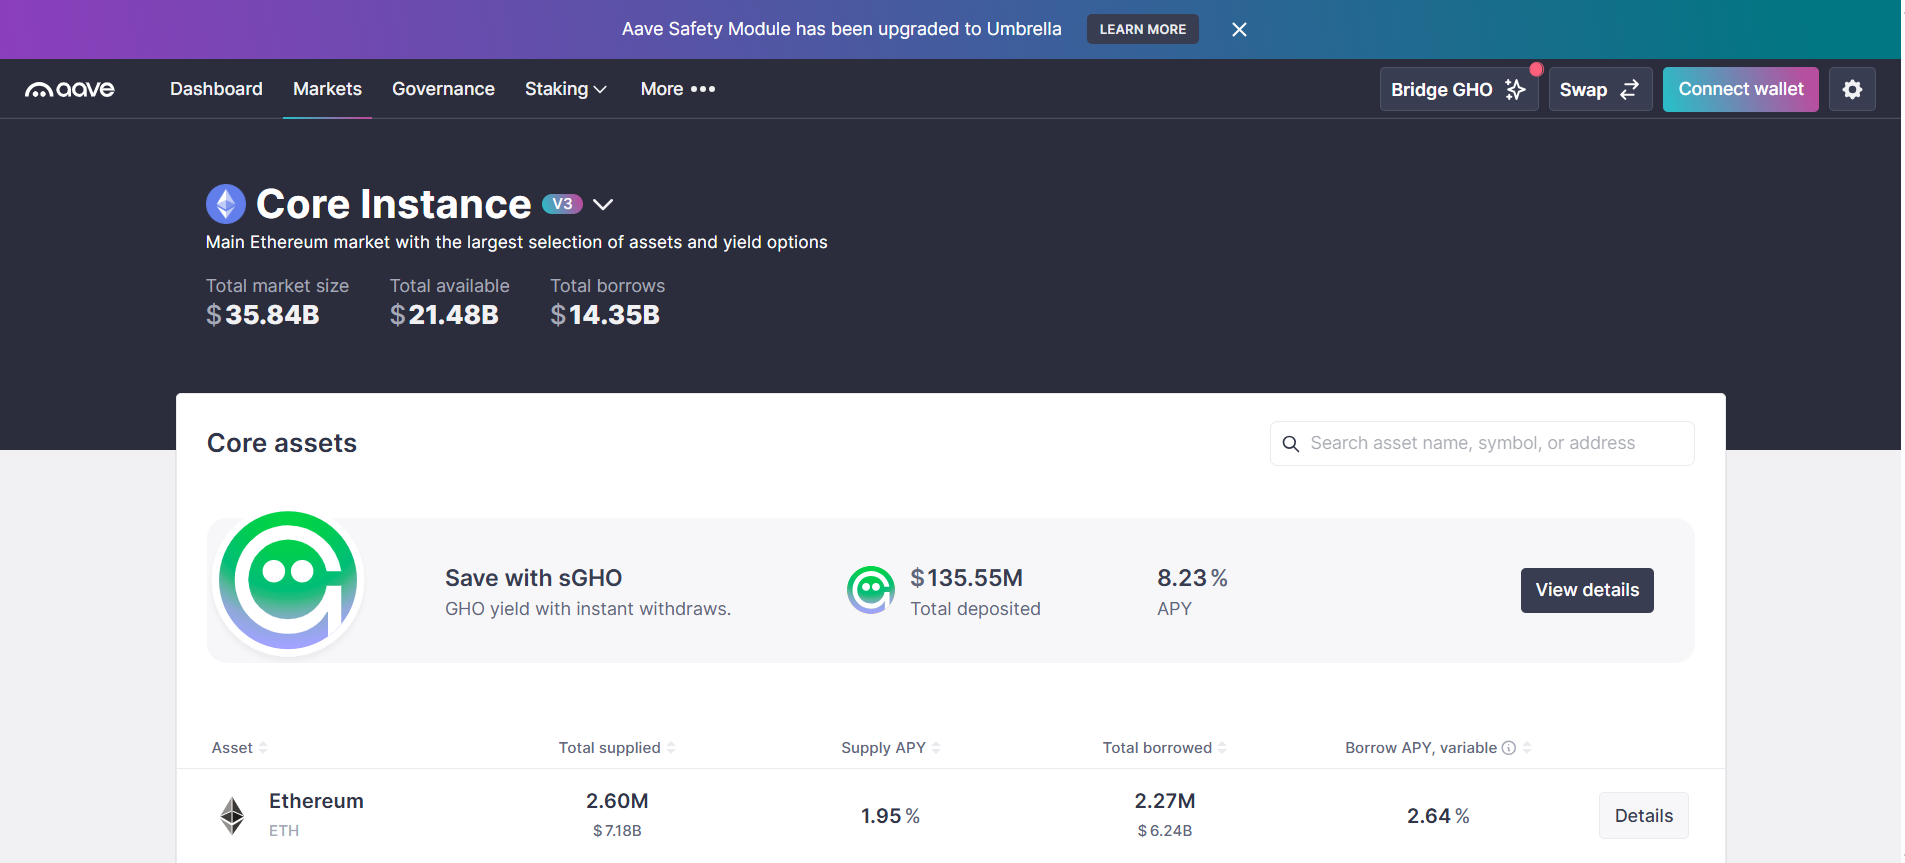 Aave Safety Module has been upgraded to Umbrella LEARN MORE
aave Dashboard Markets Governance Staking More Bridge GHO Swap Connect wallet
Core Instance V3
Main Ethereum market with the largest selection of assets and yield options
Total market size Total available Total borrows
$35.84B $21.48B $14.35B
Core assets Search asset name, symbol, or address
Save with sGHO $135.55M 8.23% View details
GHO yield with instant withdraws. Total deposited APY
Asset Total supplied Supply APY Total borrowed Borrow APY, variable
Ethereum 2.60M 1.95% 2.27M 2.64% Details
ETH $7.18B $6.24B